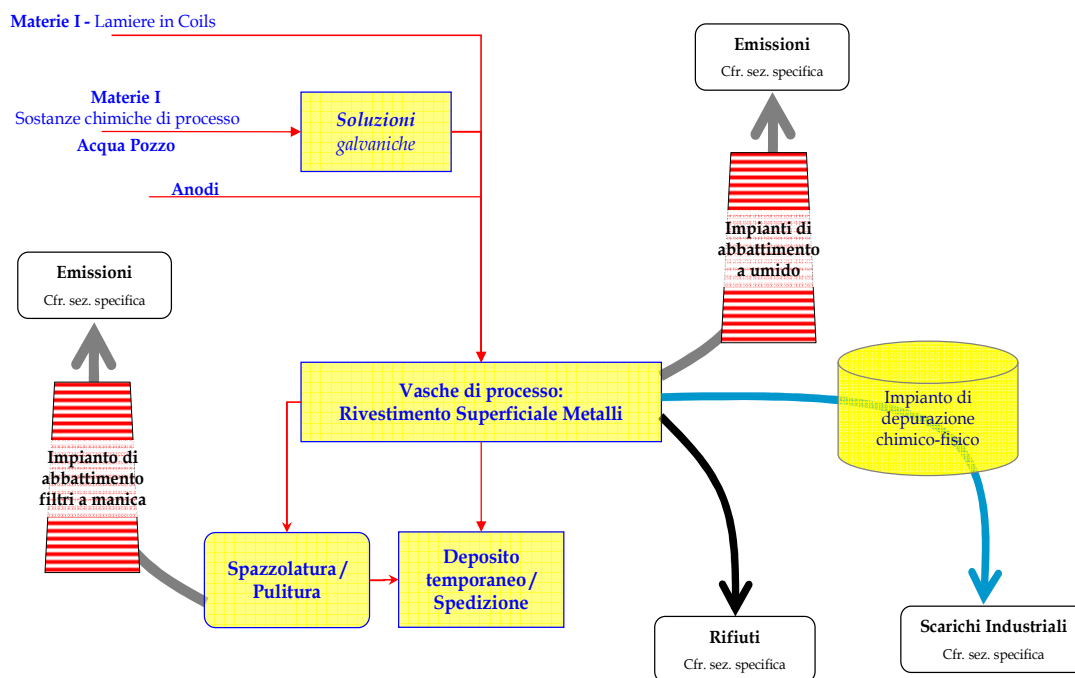 Materie I - Lamiere in Coils
Materie I
Sostanze chimiche di processo
Acqua Pozzo
Soluzioni
galvaniche
Anodi
Emissioni
Cfr. sez. specifica
Impianti di
abbattimento
a umido
Emissioni
Cfr. sez. specifica
Impianto di
abbattimento
filtri a manica
Vasche di processo:
Rivestimento Superficiale Metalli
Impianto di
depurazione
chimico-fisico
Spazzolatura /
Pulitura
Deposito
temporaneo /
Spedizione
Rifiuti
Cfr. sez. specifica
Scarichi Industriali
Cfr. sez. specifica